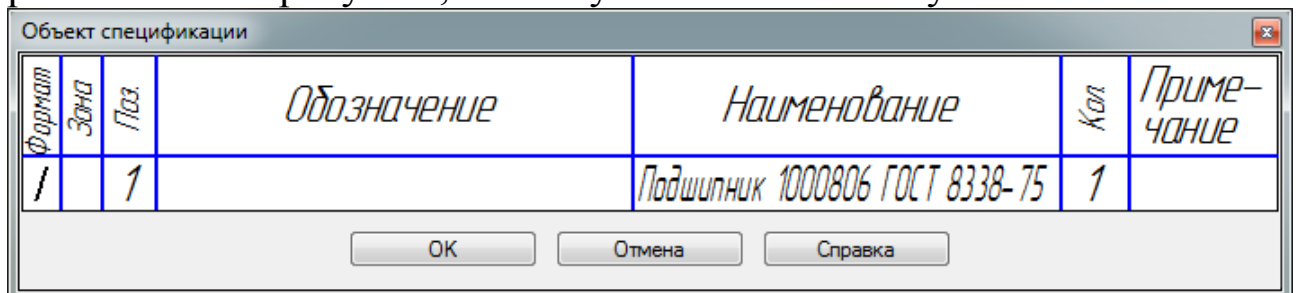 Объект спецификации
Формат Зона Поз. Обозначение Наименование Кол. Приме-
чание
/ 1 Подшипник 1000806 ГОСТ 8338-75 1
OK Отмена Справка